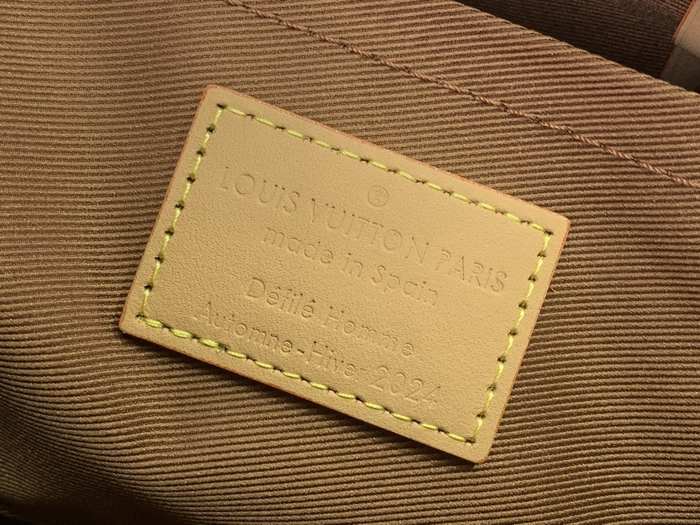 ®
LOUIS VUITTON PARIS
made in Spain
Défilé Homme
Automne-Hiver 2024